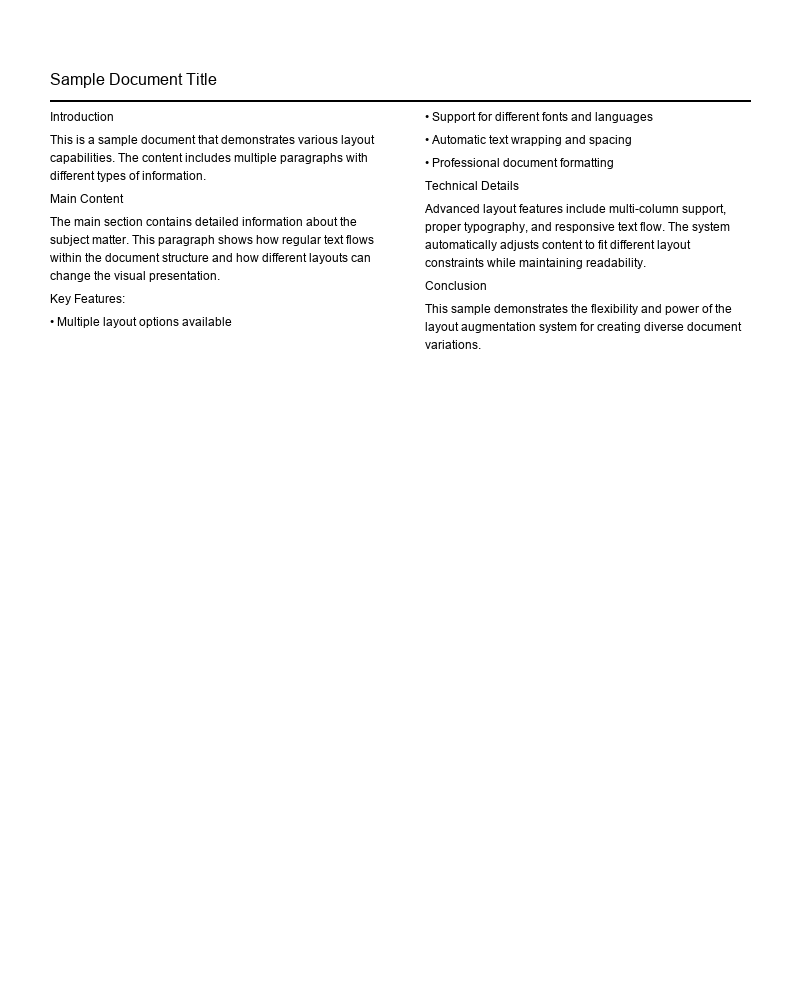 Sample Document Title
Introduction
This is a sample document that demonstrates various layout
capabilities. The content includes multiple paragraphs with
different types of information.
Main Content
The main section contains detailed information about the
subject matter. This paragraph shows how regular text flows
within the document structure and how different layouts can
change the visual presentation.
Key Features:
• Multiple layout options available
• Support for different fonts and languages
• Automatic text wrapping and spacing
• Professional document formatting
Technical Details
Advanced layout features include multi-column support,
proper typography, and responsive text flow. The system
automatically adjusts content to fit different layout
constraints while maintaining readability.
Conclusion
This sample demonstrates the flexibility and power of the
layout augmentation system for creating diverse document
variations.